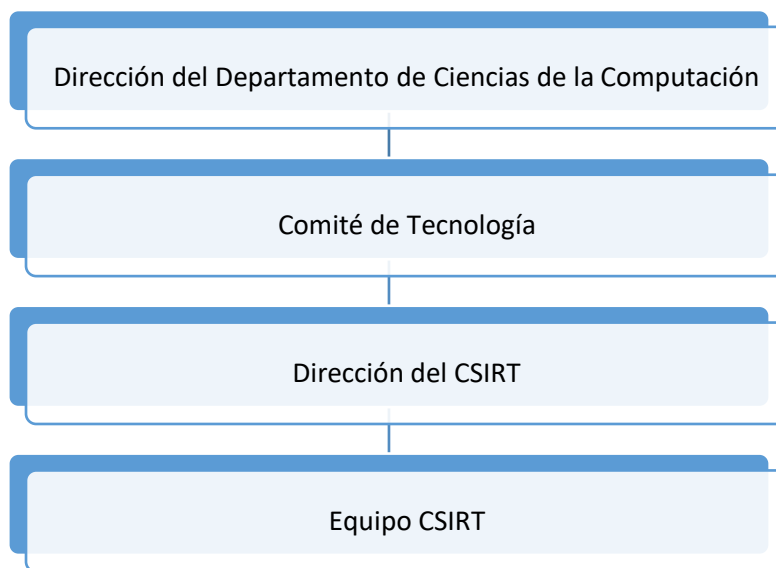 Dirección del Departamento de Ciencias de la Computación
Comité de Tecnología
Dirección del CSIRT
Equipo CSIRT